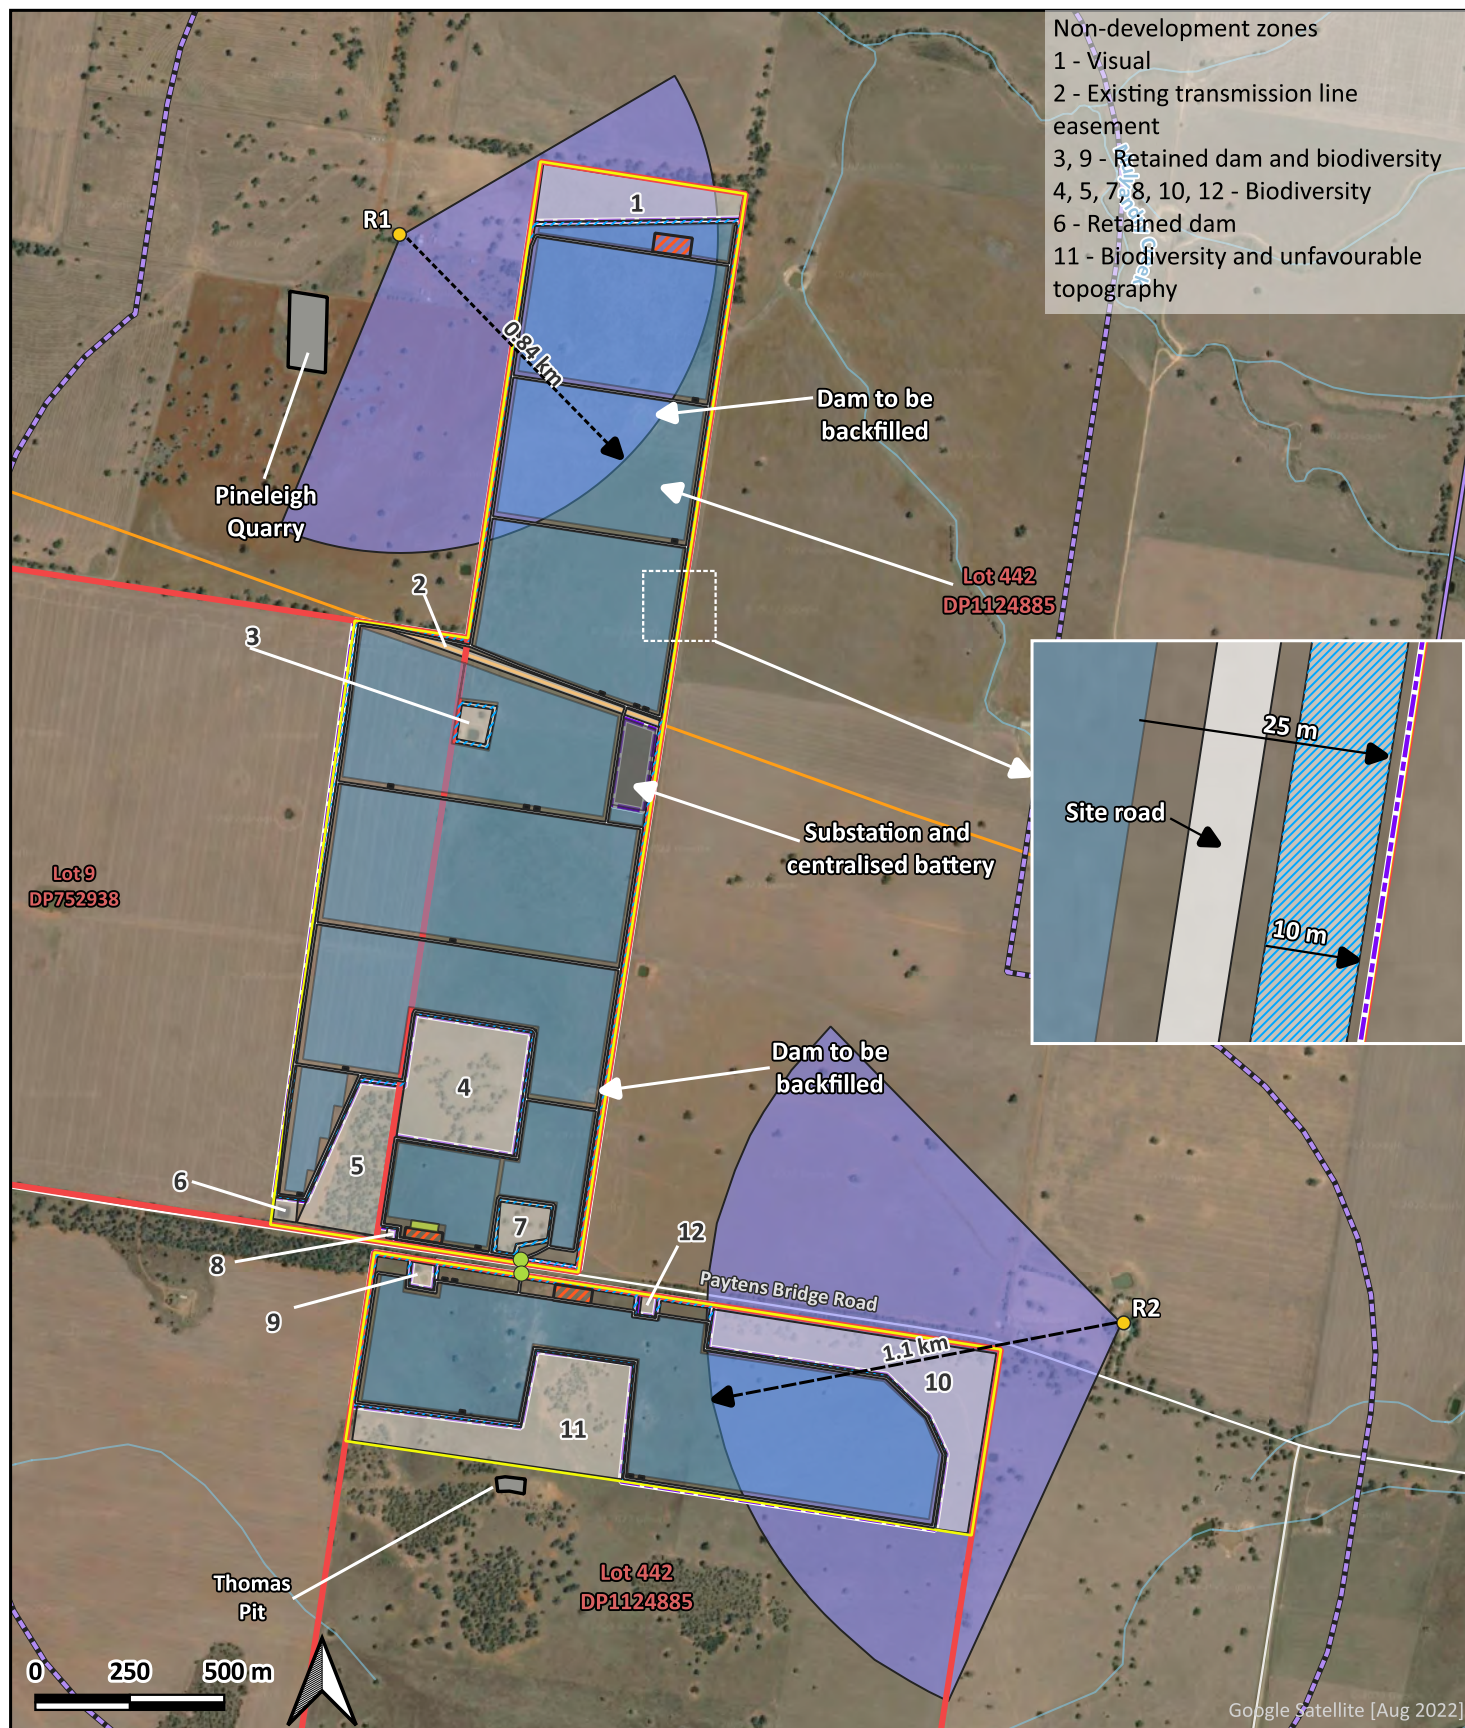 Non-development zones
1 - Visual
2 - Existing transmission line
easement
3, 9 - Retained dam and biodiversity
4, 5, 7, 8, 10, 12 - Biodiversity
6 - Retained dam
11 - Biodiversity and unfavourable
topography
R1
1
0.84 km
Dam to be
backfilled
Pineleigh
Quarry
2
Lot 442
DP1124885
3
25 m
Site road
10 m
Substation and
centralised battery
Lot 9
DP752938
Dam to be
backfilled
4
5
6
7
12
8
Paytens Bridge Road
R2
9
1.1 km
10
11
Thomas
Pit
Lot 442
DP1124885
0 250 500 m
Google Satellite [Aug 2022]